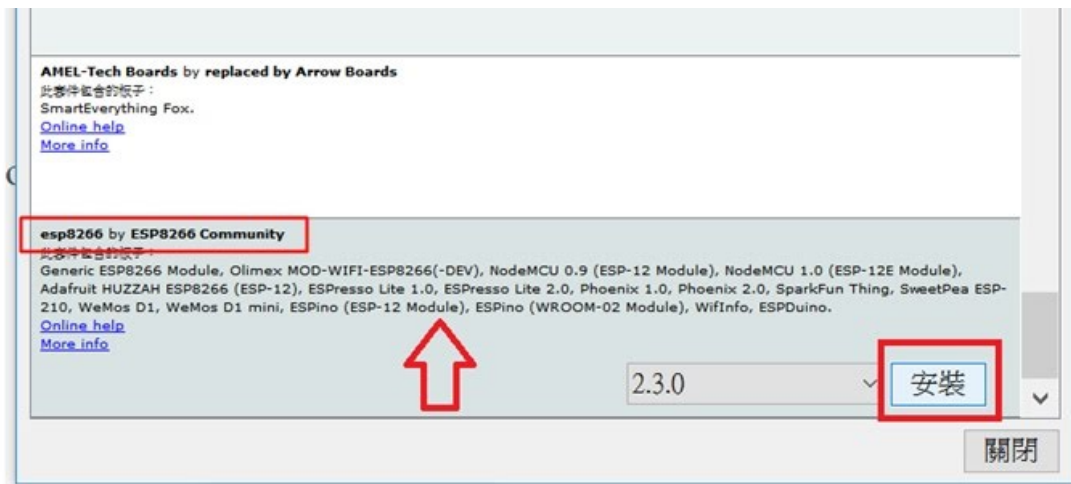 AMEL-Tech Boards by replaced by Arrow Boards
此套件包含的板子：
SmartEverything Fox.
Online help
More info
esp8266 by ESP8266 Community
此套件包含的板子：
Generic ESP8266 Module, Olimex MOD-WIFI-ESP8266(-DEV), NodeMCU 0.9 (ESP-12 Module), NodeMCU 1.0 (ESP-12E Module),
Adafruit HUZZAH ESP8266 (ESP-12), ESPresso Lite 1.0, ESPresso Lite 2.0, Phoenix 1.0, Phoenix 2.0, SparkFun Thing, SweetPea ESP-
210, WeMos D1, WeMos D1 mini, ESPino (ESP-12 Module), ESPino (WROOM-02 Module), WifInfo, ESPDuino.
Online help
More info
2.3.0
安裝
關閉